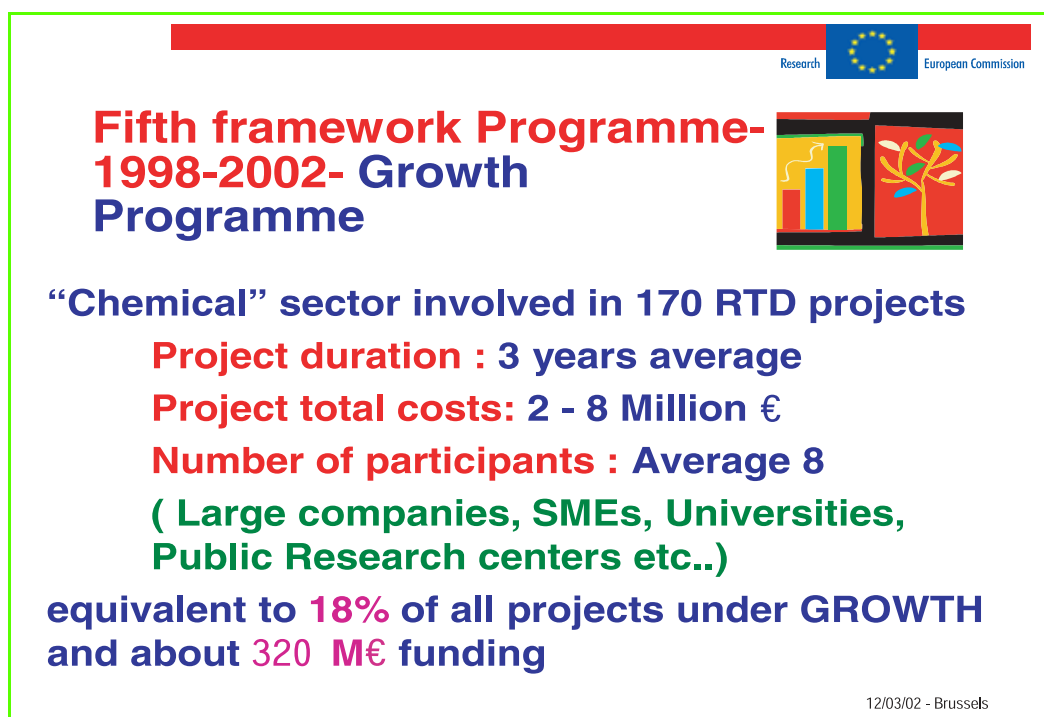 Research European Commission
Fifth framework Programme-
1998-2002- Growth
Programme
“Chemical” sector involved in 170 RTD projects
Project duration : 3 years average
Project total costs: 2 - 8 Million €
Number of participants : Average 8
( Large companies, SMEs, Universities,
Public Research centers etc..)
equivalent to 18% of all projects under GROWTH
and about 320 M€ funding
12/03/02 - Brussels